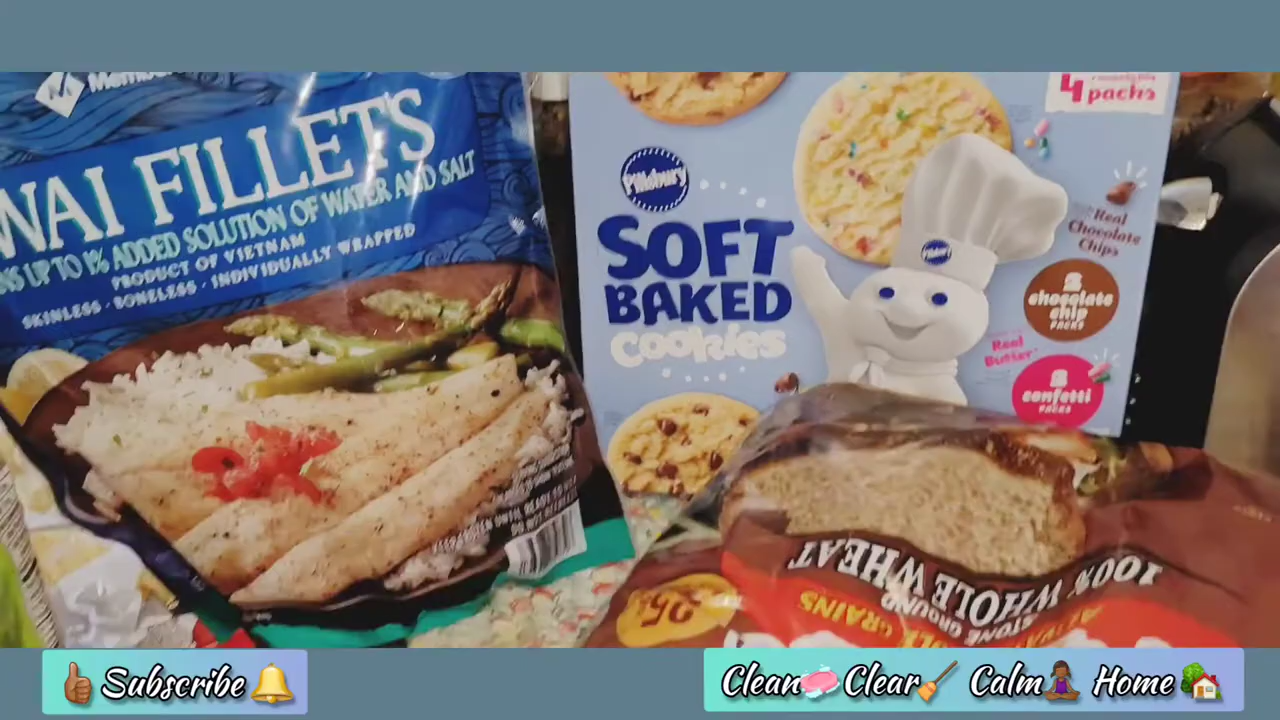 WAI FILLETS
UP TO 1% ADDED SOLUTION OF WATER AND SALT
PRODUCT OF VIETNAM
SKINLESS · BONELESS · INDIVIDUALLY WRAPPED
4
packs
Pillsbury
SOFT
BAKED
Cookies
Pillsbury
Real
Chocolate
Chips
2
chocolate
chip
PACKS
Real
Butter
2
confetti
PACKS
100% WHOLE WHEAT
STONE GROUND
Subscribe
Clean Clear Calm Home